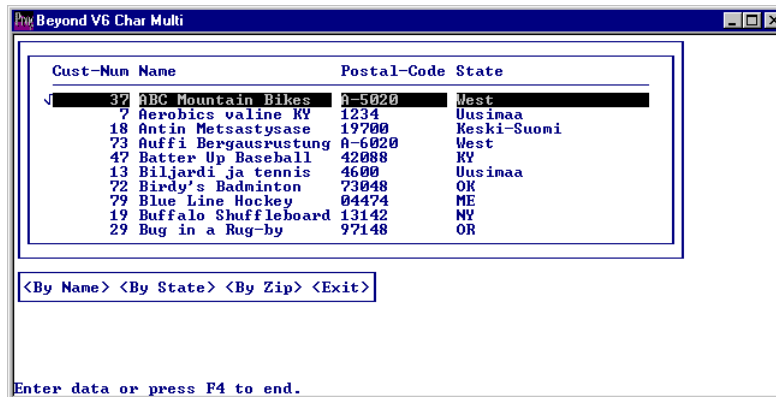 Beyond V6 Char Multi
Cust-Num Name Postal-Code State
√ 37 ABC Mountain Bikes A-5020 West
7 Aerobics valine KY 1234 Uusimaa
18 Antin Metsastysase 19700 Keski-Suomi
73 Auffi Bergausrustung A-6020 West
47 Batter Up Baseball 42088 KY
13 Biljardi ja tennis 4600 Uusimaa
72 Birdy's Badminton 73048 OK
79 Blue Line Hockey 04474 ME
19 Buffalo Shuffleboard 13142 NY
29 Bug in a Rug-by 97148 OR
<By Name> <By State> <By Zip> <Exit>
Enter data or press F4 to end.